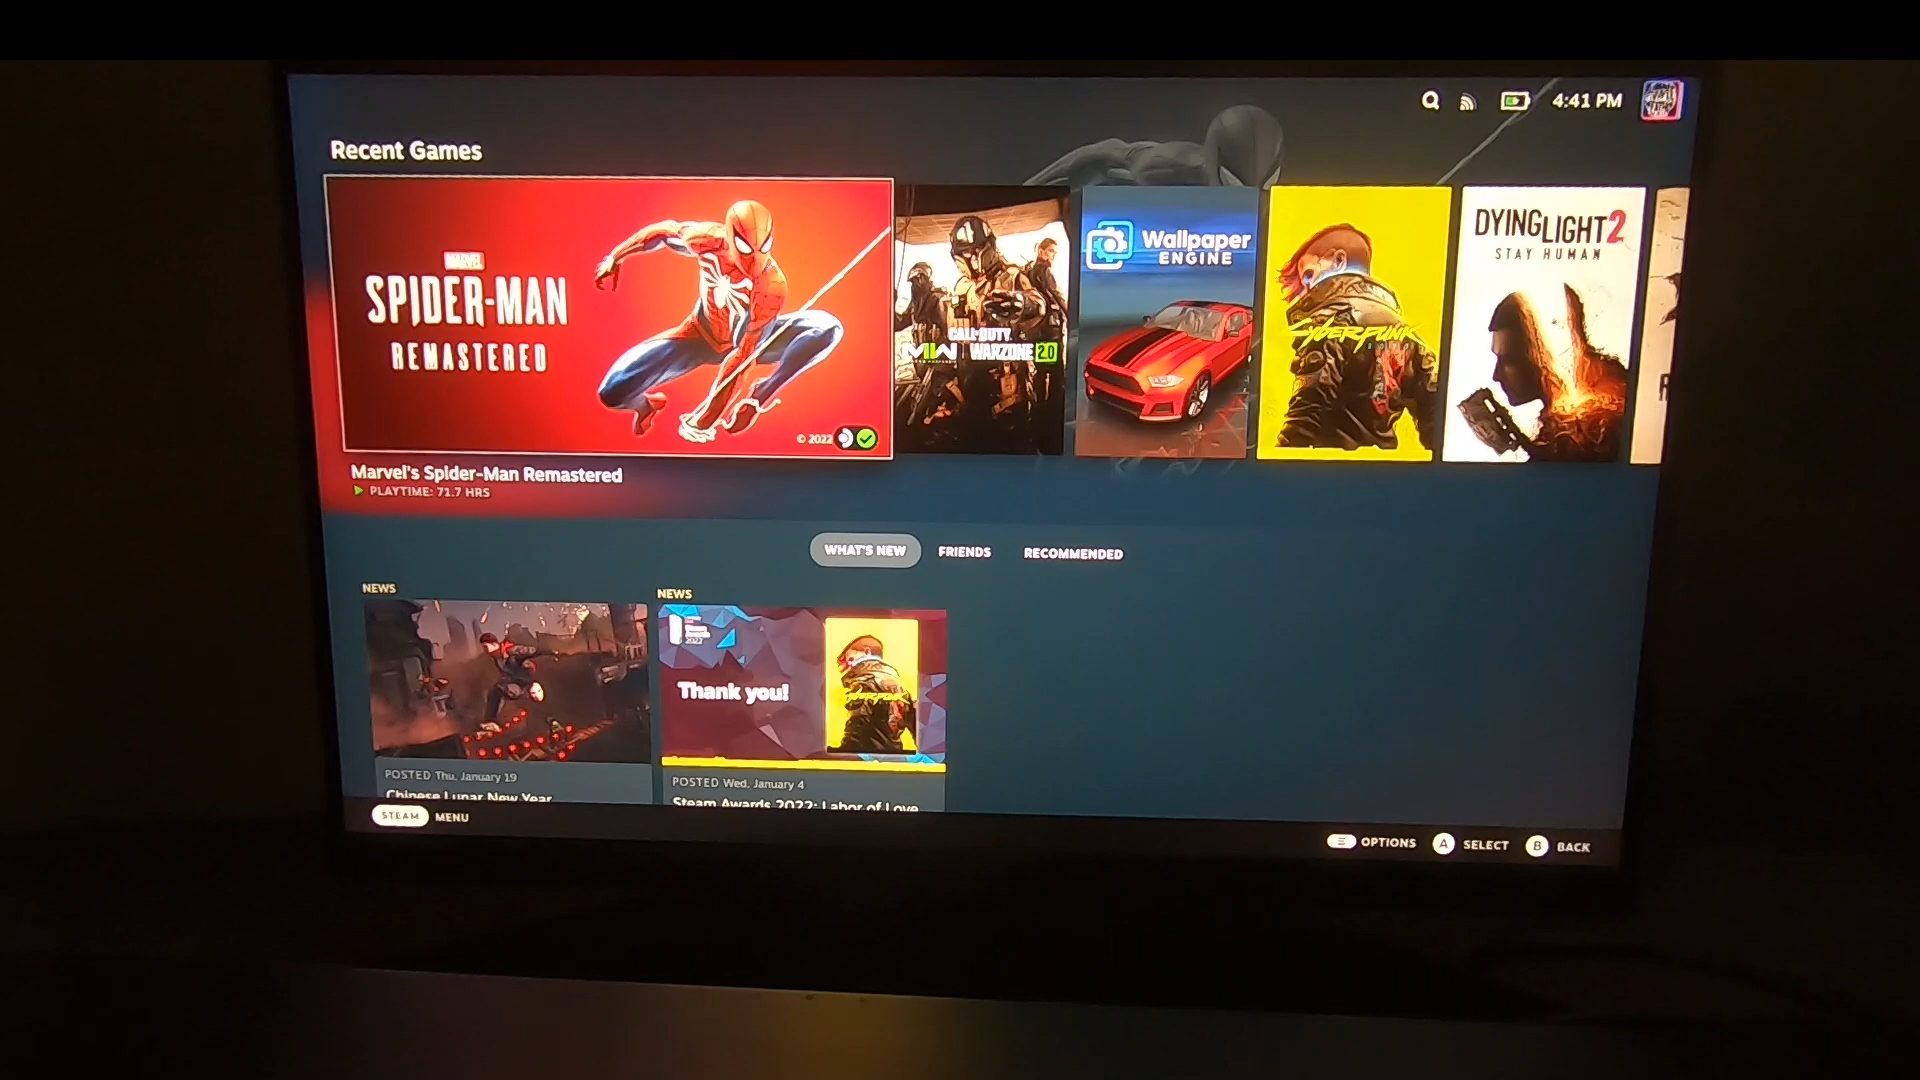 4:41 PM
Recent Games
MARVEL
SPIDER-MAN
REMASTERED
© 2022
CALL OF DUTY
MW WARZONE 2.0
Wallpaper
ENGINE
CYBERPUNK
DYING LIGHT 2
STAY HUMAN
Marvel's Spider-Man Remastered
PLAYTIME: 71.7 HRS
WHAT'S NEW
FRIENDS
RECOMMENDED
NEWS
NEWS
2022
Thank you!
CYBERPUNK
POSTED Thu, January 19
Chinese Lunar New Year
POSTED Wed, January 4
Steam Awards 2022: Labor of Love
STEAM MENU
OPTIONS
A SELECT
B BACK